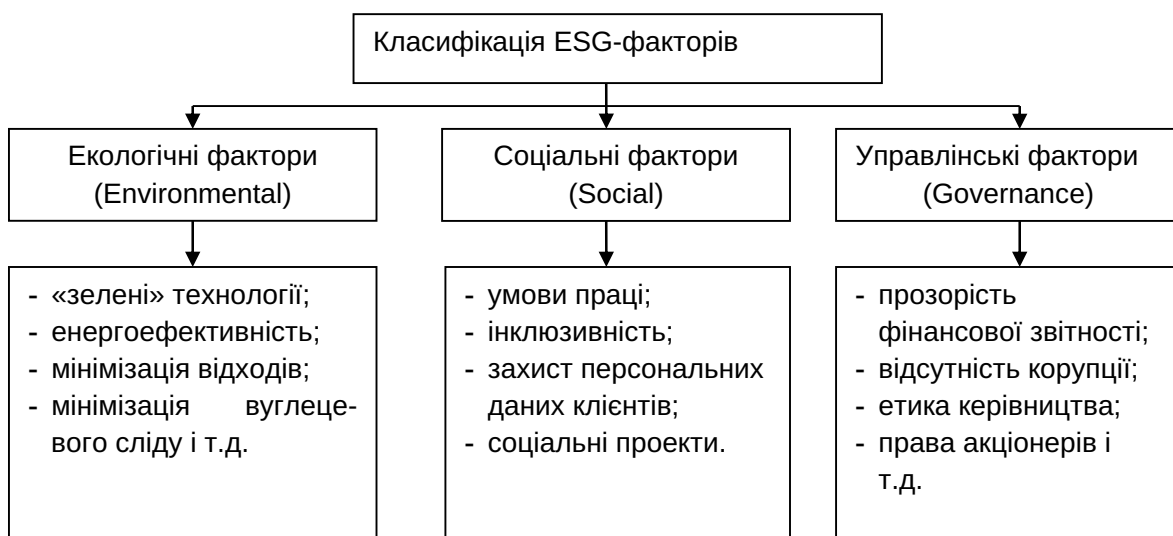 Класифікація ESG-факторів
Екологічні фактори
(Environmental)
Соціальні фактори
(Social)
Управлінські фактори
(Governance)
- «зелені» технології;
- енергоефективність;
- мінімізація відходів;
- мінімізація вуглеце-
вого сліду і т.д.
- умови праці;
- інклюзивність;
- захист персональних
даних клієнтів;
- соціальні проекти.
- прозорість
фінансової звітності;
- відсутність корупції;
- етика керівництва;
- права акціонерів і
т.д.